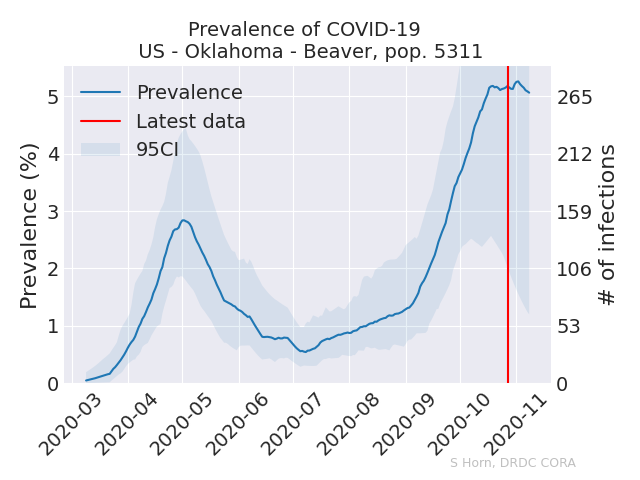 Prevalence of COVID-19
US - Oklahoma - Beaver, pop. 5311
Prevalence
Latest data
95CI
Prevalence (%)
5
4
3
2
1
0
265
212
159
106
53
0
# of infections
2020-03
2020-04
2020-05
2020-06
2020-07
2020-08
2020-09
2020-10
2020-11
S Horn, DRDC CORA